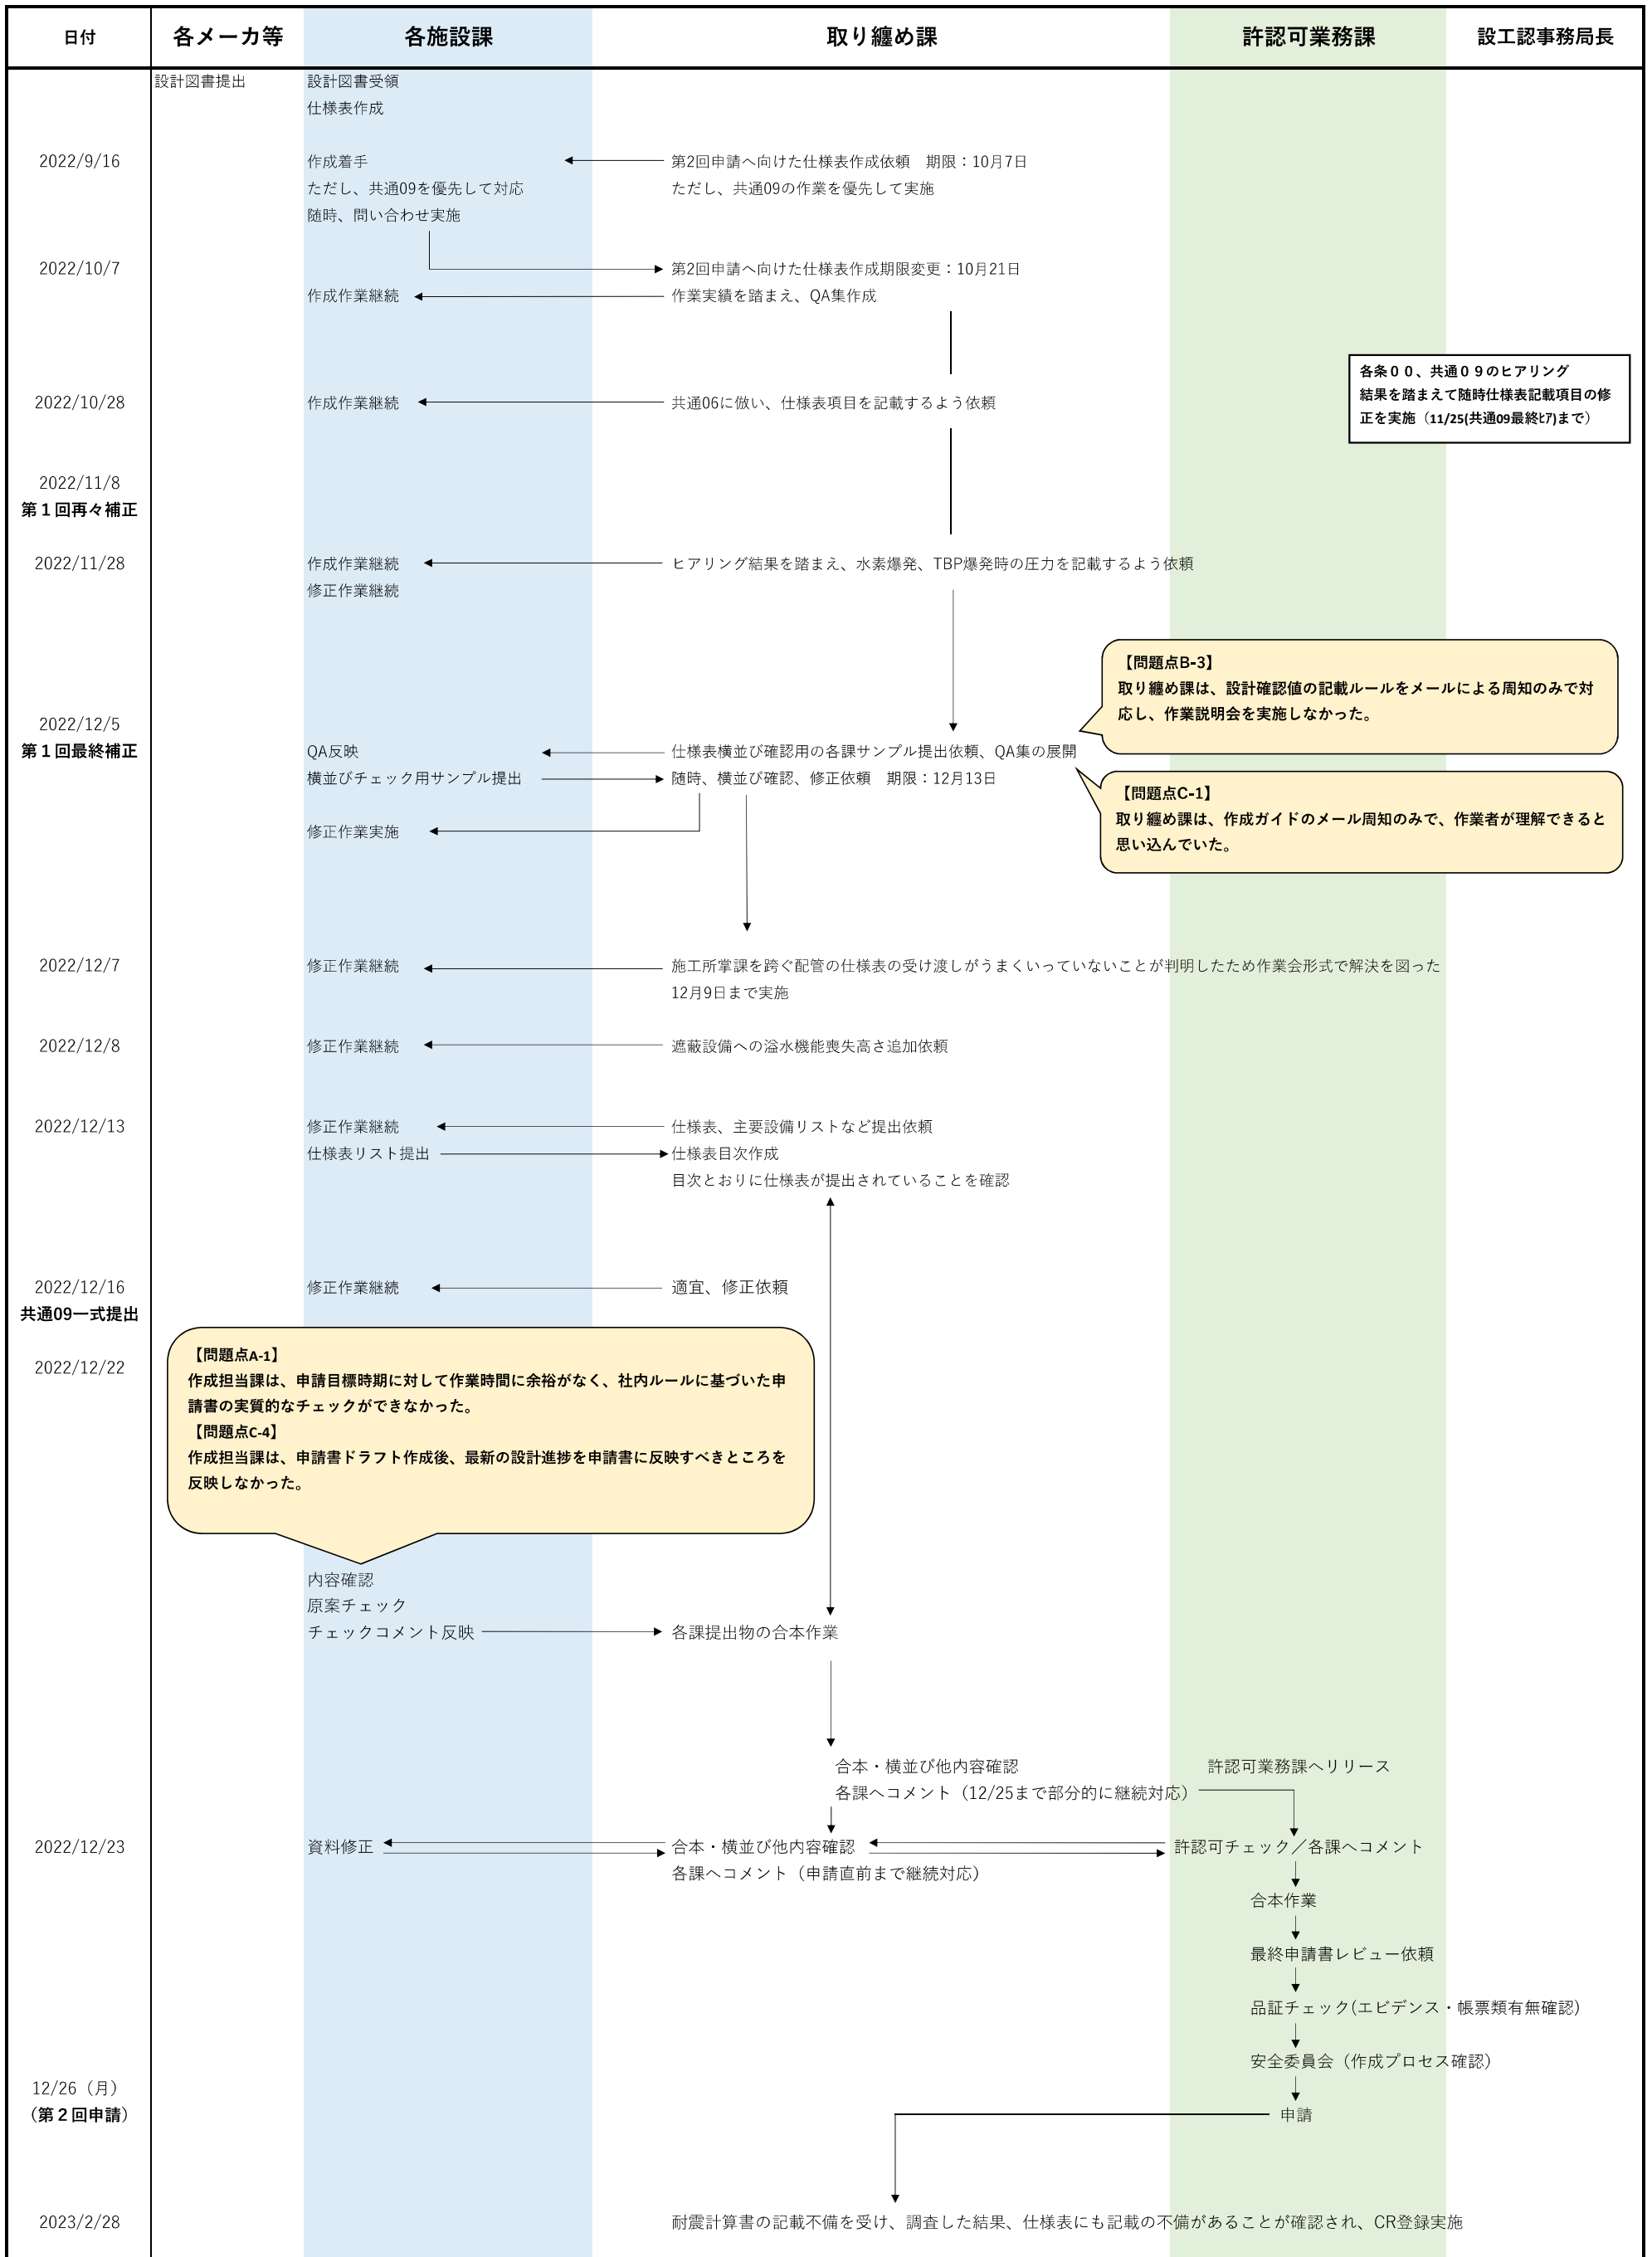 日付
各メーカ等
各施設課
取り纏め課
許認可業務課
設工認事務局長
設計図書提出
設計図書受領
仕様表作成
2022/9/16
作成着手
第2回申請へ向けた仕様表作成依頼　期限：10月7日
ただし、共通09を優先して対応
ただし、共通09の作業を優先して実施
随時、問い合わせ実施
2022/10/7
第2回申請へ向けた仕様表作成期限変更：10月21日
作成作業継続
作業実績を踏まえ、QA集作成
各条００、共通０９のヒアリング
結果を踏まえて随時仕様表記載項目の修
正を実施（11/25(共通09最終ﾋｱ)まで）
2022/10/28
作成作業継続
共通06に倣い、仕様表項目を記載するよう依頼
2022/11/8
第１回再々補正
2022/11/28
作成作業継続
ヒアリング結果を踏まえ、水素爆発、TBP爆発時の圧力を記載するよう依頼
修正作業継続
【問題点B-3】
取り纏め課は、設計確認値の記載ルールをメールによる周知のみで対
応し、作業説明会を実施しなかった。
2022/12/5
第１回最終補正
QA反映
仕様表横並び確認用の各課サンプル提出依頼、QA集の展開
横並びチェック用サンプル提出
随時、横並び確認、修正依頼　期限：12月13日
【問題点C-1】
取り纏め課は、作成ガイドのメール周知のみで、作業者が理解できると
思い込んでいた。
修正作業実施
2022/12/7
修正作業継続
施工所掌課を跨ぐ配管の仕様表の受け渡しがうまくいっていないことが判明したため作業会形式で解決を図った
12月9日まで実施
2022/12/8
修正作業継続
遮蔽設備への溢水機能喪失高さ追加依頼
2022/12/13
修正作業継続
仕様表、主要設備リストなど提出依頼
仕様表リスト提出
仕様表目次作成
目次とおりに仕様表が提出されていることを確認
2022/12/16
共通09一式提出
修正作業継続
適宜、修正依頼
2022/12/22
【問題点A-1】
作成担当課は、申請目標時期に対して作業時間に余裕がなく、社内ルールに基づいた申
請書の実質的なチェックができなかった。
【問題点C-4】
作成担当課は、申請書ドラフト作成後、最新の設計進捗を申請書に反映すべきところを
反映しなかった。
内容確認
原案チェック
チェックコメント反映
各課提出物の合本作業
合本・横並び他内容確認
許認可業務課へリリース
各課へコメント（12/25まで部分的に継続対応）
2022/12/23
資料修正
合本・横並び他内容確認
許認可チェック／各課へコメント
各課へコメント（申請直前まで継続対応）
合本作業
最終申請書レビュー依頼
品証チェック(エビデンス・帳票類有無確認）
安全委員会（作成プロセス確認）
12/26（月）
（第２回申請）
申請
2023/2/28
耐震計算書の記載不備を受け、調査した結果、仕様表にも記載の不備があることが確認され、CR登録実施